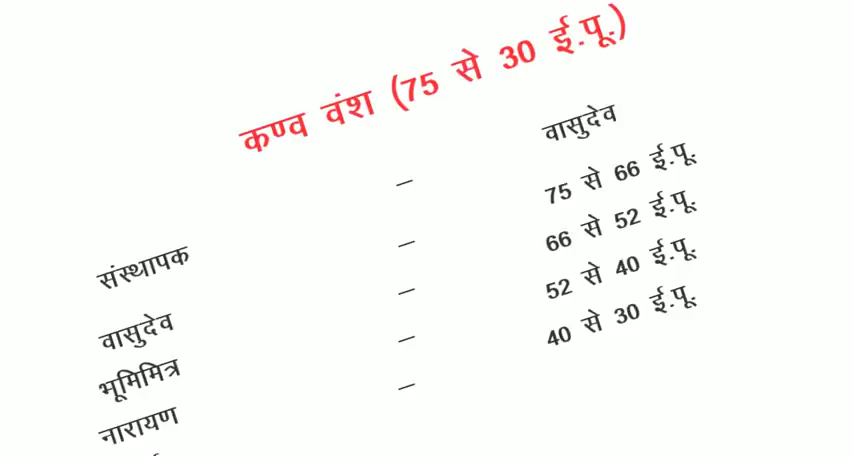 कण्व वंश (75 से 30 ई.पू.)
संस्थापक – वासुदेव
वासुदेव – 75 से 66 ई.पू.
भूमिमित्र – 66 से 52 ई.पू.
नारायण – 52 से 40 ई.पू.
– 40 से 30 ई.पू.